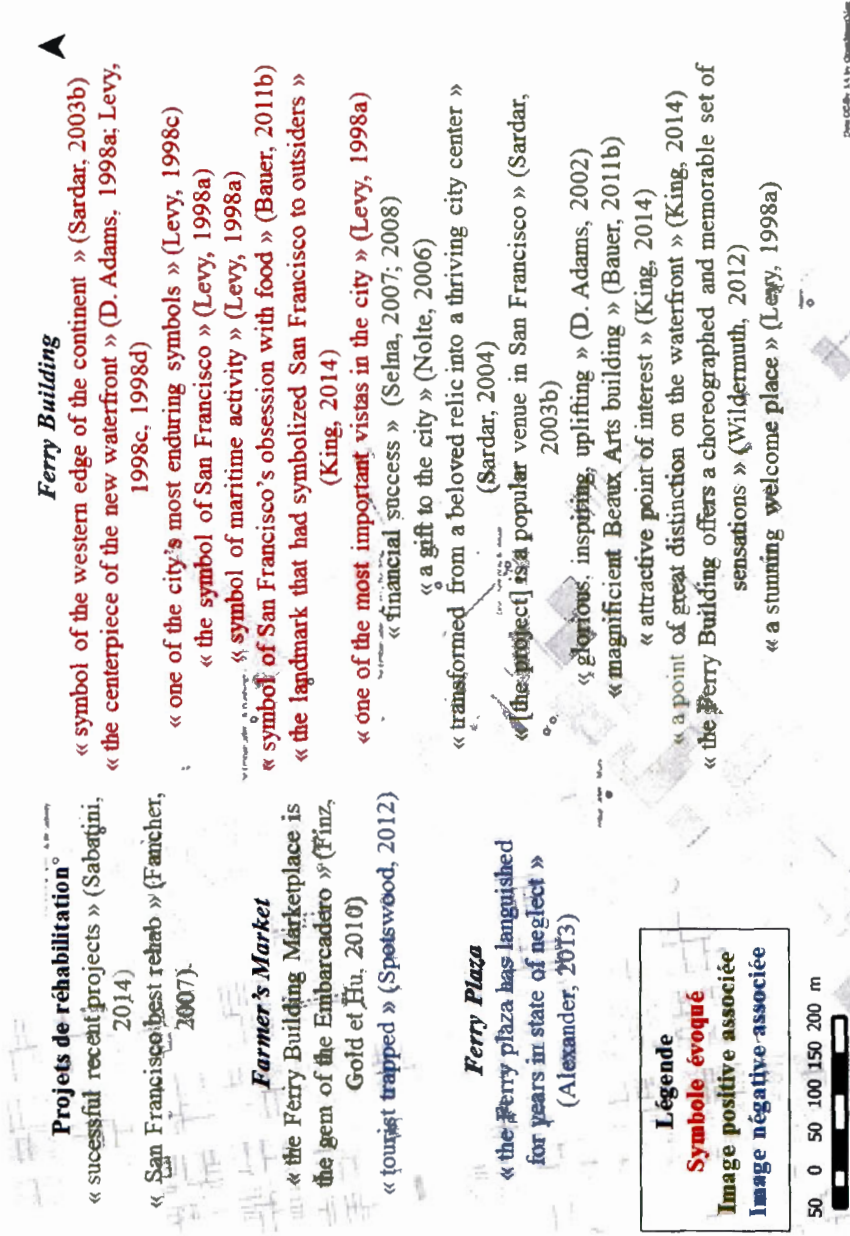 Projets de réhabilitation
« sucessful recent projects » (Sabatini,
2014)
« San Francisco best rehab » (Fancher,
2007).
Farmer's Market
« the Ferry Building Marketplace is
the gem of the Embarcadero » (Finz,
Gold et Hu, 2010)
« tourist trapped » (Spotswood, 2012)
Ferry Plaza
« the Ferry plaza has languished
for years in state of neglect »
(Alexander, 2013)
Ferry Building
« symbol of the western edge of the continent » (Sardar, 2003b)
« the centerpiece of the new waterfront » (D. Adams, 1998a; Levy,
1998c, 1998d)
« one of the city's most enduring symbols » (Levy, 1998c)
« the symbol of San Francisco » (Levy, 1998a)
« symbol of maritime activity » (Levy, 1998a)
« symbol of San Francisco's obsession with food » (Bauer, 2011b)
« the landmark that had symbolized San Francisco to outsiders »
(King, 2014)
« one of the most important vistas in the city » (Levy, 1998a)
« financial success » (Selna, 2007; 2008)
« a gift to the city » (Nolte, 2006)
« transformed from a beloved relic into a thriving city center »
(Sardar, 2004)
« [the project] is a popular venue in San Francisco » (Sardar,
2003b)
« glorious, inspiring, uplifting » (D. Adams, 2002)
« magnificient Beaux Arts building » (Bauer, 2011b)
« attractive point of interest » (King, 2014)
« a point of great distinction on the waterfront » (King, 2014)
« the Ferry Building offers a choreographed and memorable set of
sensations » (Wildermuth, 2012)
« a stunning welcome place » (Levy, 1998a)
Légende
Symbole évoqué
Image positive associée
Image négative associée
50 0 50 100 150 200 m